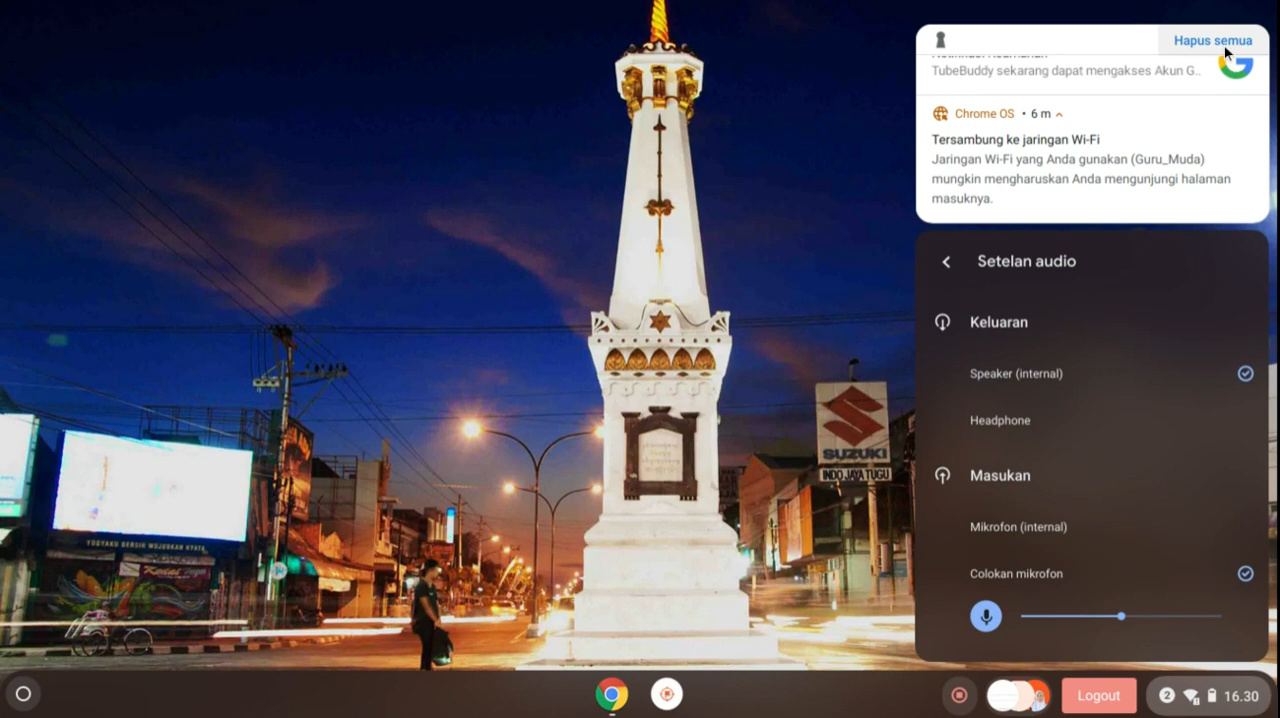 Hapus semua
TubeBuddy sekarang dapat mengakses Akun G..
Chrome OS • 6 m
Tersambung ke jaringan Wi-Fi
Jaringan Wi-Fi yang Anda gunakan (Guru_Muda)
mungkin mengharuskan Anda mengunjungi halaman
masuknya.
Setelan audio
Keluaran
Speaker (internal)
Headphone
Masukan
Mikrofon (internal)
Colokan mikrofon
SUZUKI
INDO JAYA TUGU
Logout
2
16.30